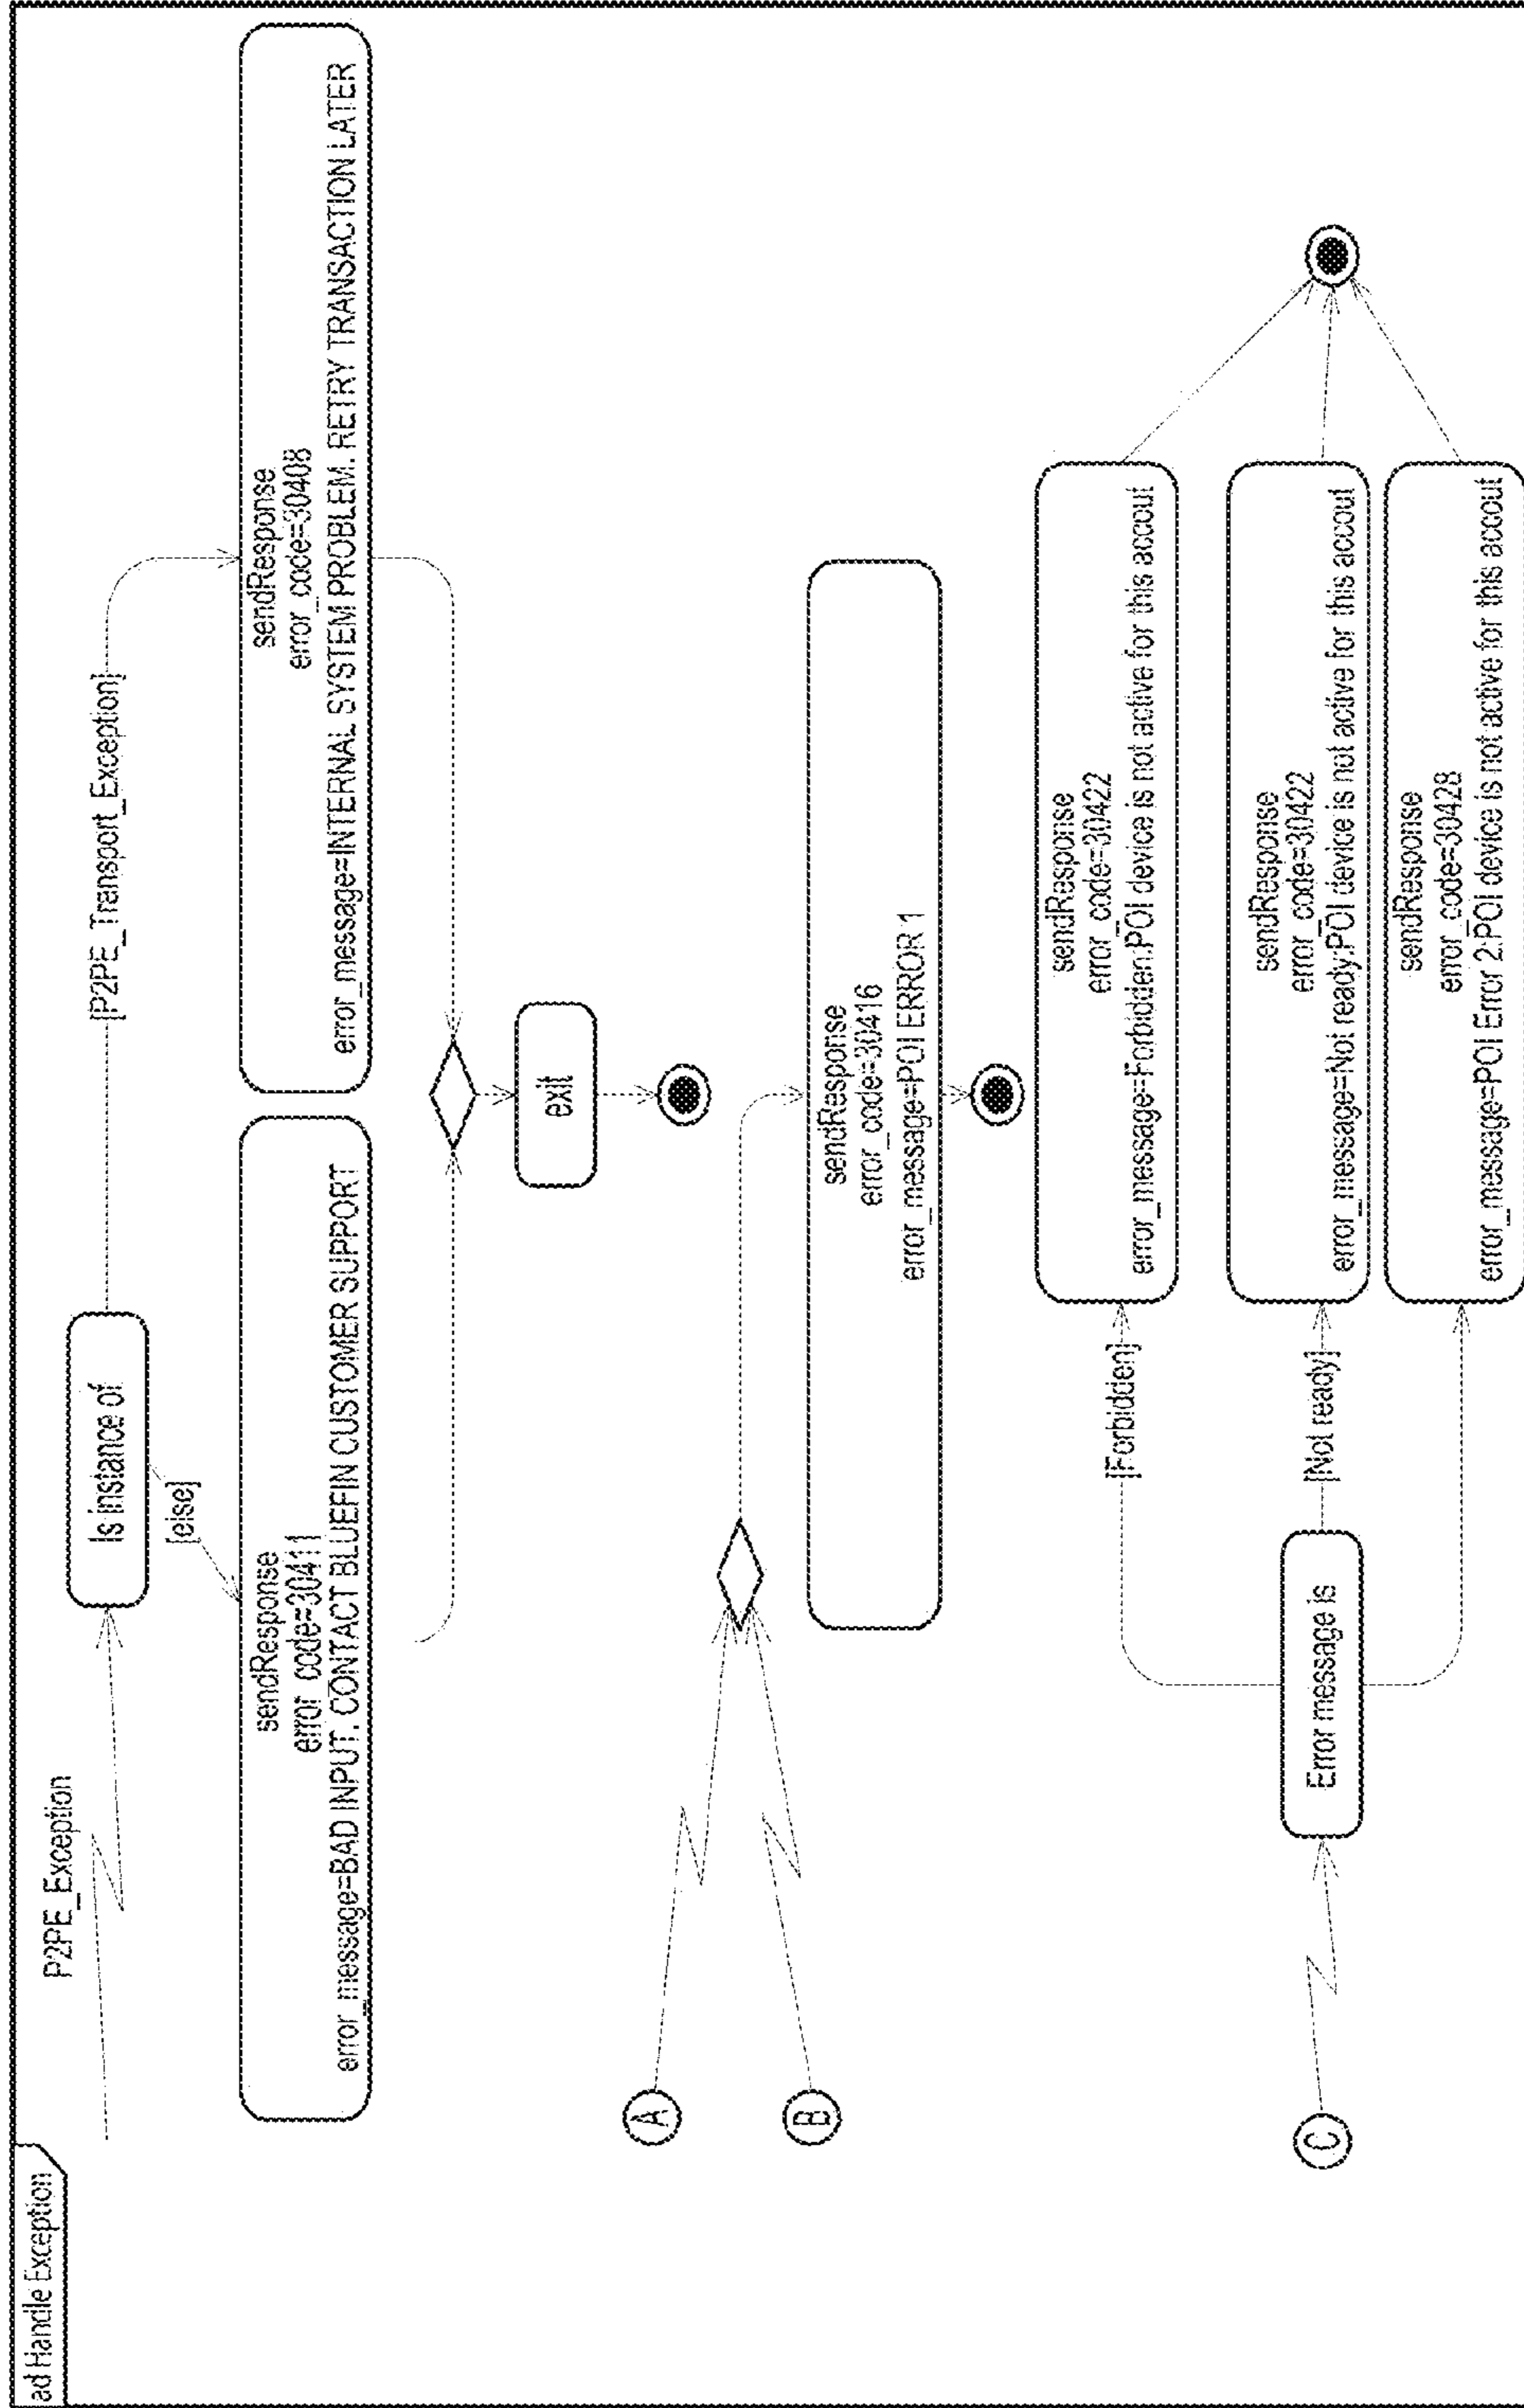 ad Handle Exception
P2PE_Exception
Is instance of
[P2PE_Transport_Exception]
[else]
sendResponse
error_code=30411
error_message=BAD INPUT. CONTACT BLUEFIN CUSTOMER SUPPORT
sendResponse
error_code=30408
error_message=INTERNAL SYSTEM PROBLEM. RETRY TRANSACTION LATER
exit
A
B
sendResponse
error_code=30416
error_message=POI ERROR 1
C
Error message is
[Forbidden]
sendResponse
error_code=30422
error_message=Forbidden:POI device is not active for this accout
[Not ready]
sendResponse
error_code=30422
error_message=Not ready:POI device is not active for this accout
sendResponse
error_code=30428
error_message=POI Error 2:POI device is not active for this accout